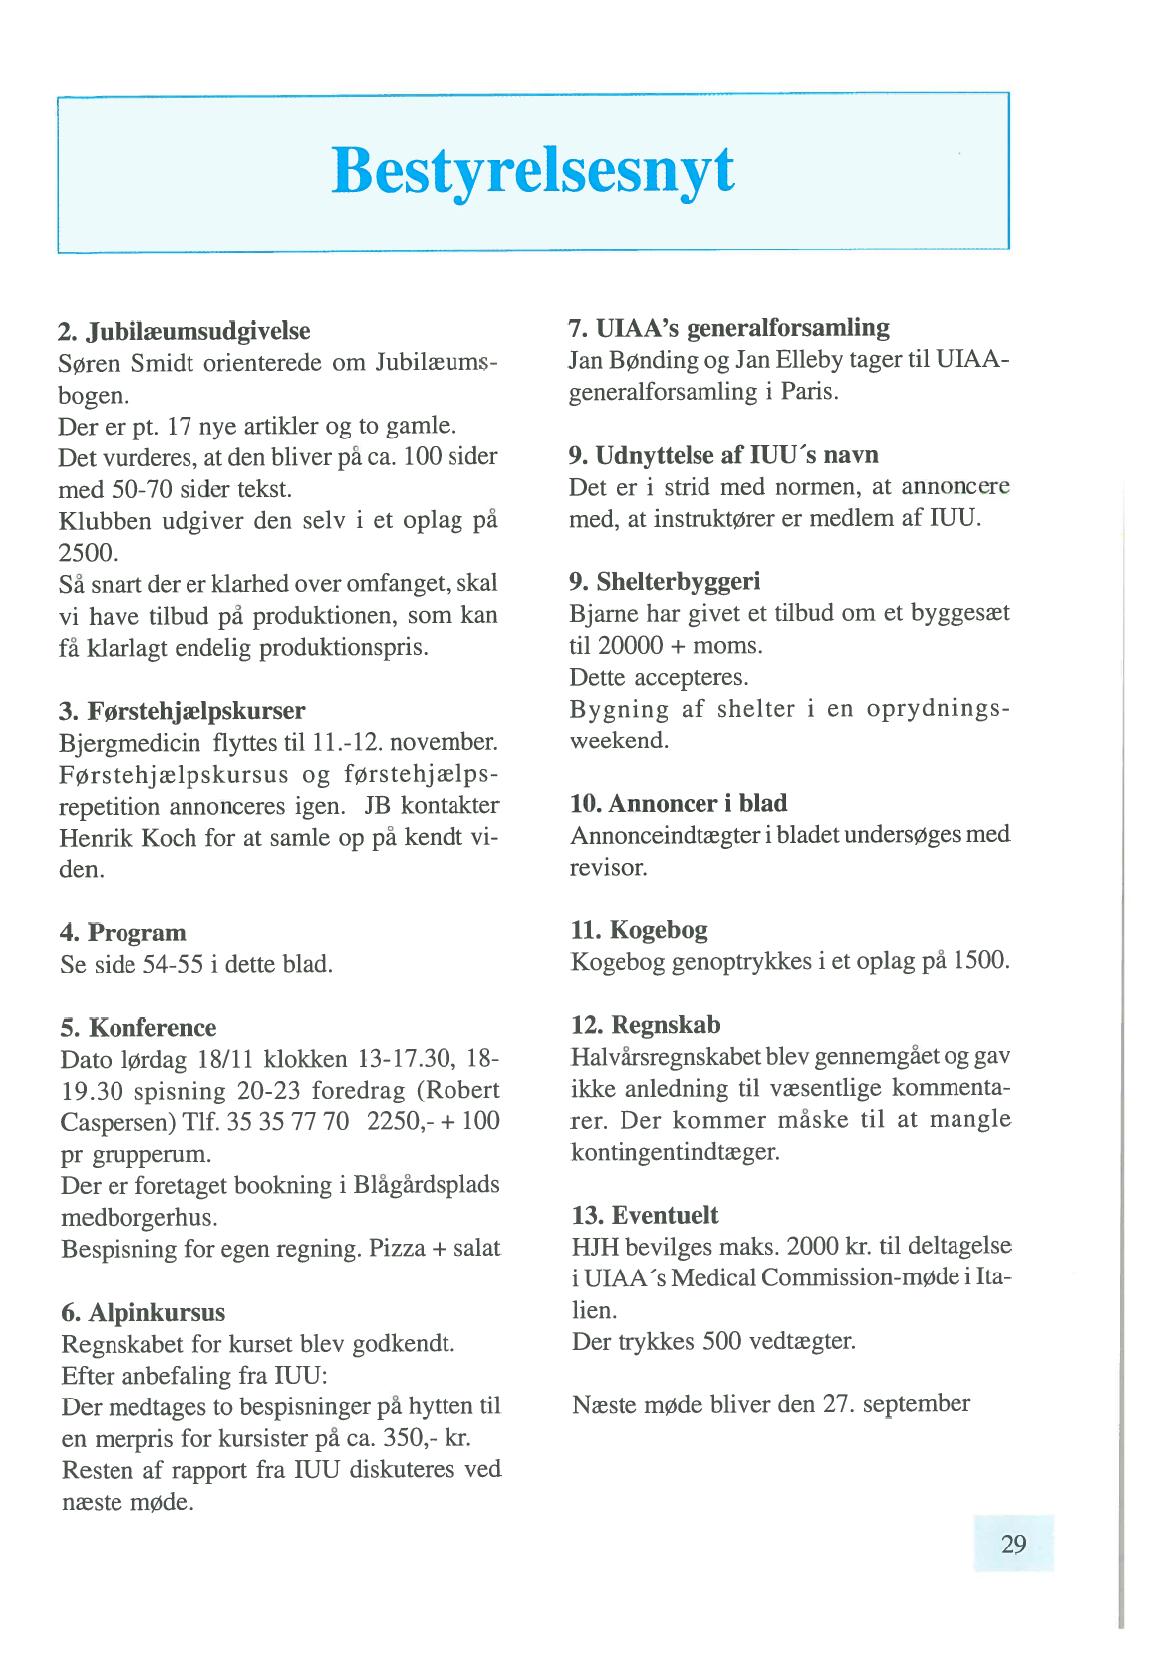 Bestyrelsesnyt
2. Jubilæumsudgivelse
Søren Smidt orienterede om Jubilæums-
bogen.
Der er pt. 17 nye artikler og to gamle.
Det vurderes, at den bliver på ca. 100 sider
med 50-70 sider tekst.
Klubben udgiver den selv i et oplag på
2500.
Så snart der er klarhed over omfanget, skal
vi have tilbud på produktionen, som kan
få klarlagt endelig produktionspris.
3. Førstehjælpskurser
Bjergmedicin flyttes til 11.-12. november.
Førstehjælpskursus og førstehjælps-
repetition annonceres igen. JB kontakter
Henrik Koch for at samle op på kendt vi-
den.
4. Program
Se side 54-55 i dette blad.
5. Konference
Dato lørdag 18/11 klokken 13-17.30, 18-
19.30 spisning 20-23 foredrag (Robert
Caspersen) Tlf. 35 35 77 70 2250,- + 100
pr grupperum.
Der er foretaget bookning i Blågårdsplads
medborgerhus.
Bespisning for egen regning. Pizza + salat
6. Alpinkursus
Regnskabet for kurset blev godkendt.
Efter anbefaling fra IUU:
Der medtages to bespisninger på hytten til
en merpris for kursister på ca. 350,- kr.
Resten af rapport fra IUU diskuteres ved
næste møde.
7. UIAA's generalforsamling
Jan Bønding og Jan Elleby tager til UIAA-
generalforsamling i Paris.
9. Udnyttelse af IUU´s navn
Det er i strid med normen, at annoncere
med, at instruktører er medlem af IUU.
9. Shelterbyggeri
Bjarne har givet et tilbud om et byggesæt
til 20000 + moms.
Dette accepteres.
Bygning af shelter i en oprydnings-
weekend.
10. Annoncer i blad
Annonceindtægter i bladet undersøges med
revisor.
11. Kogebog
Kogebog genoptrykkes i et oplag på 1500.
12. Regnskab
Halvårsregnskabet blev gennemgået og gav
ikke anledning til væsentlige kommenta-
rer. Der kommer måske til at mangle
kontingentindtæger.
13. Eventuelt
HJH bevilges maks. 2000 kr. til deltagelse
i UIAA´s Medical Commission-møde i Ita-
lien.
Der trykkes 500 vedtægter.
Næste møde bliver den 27. september
29